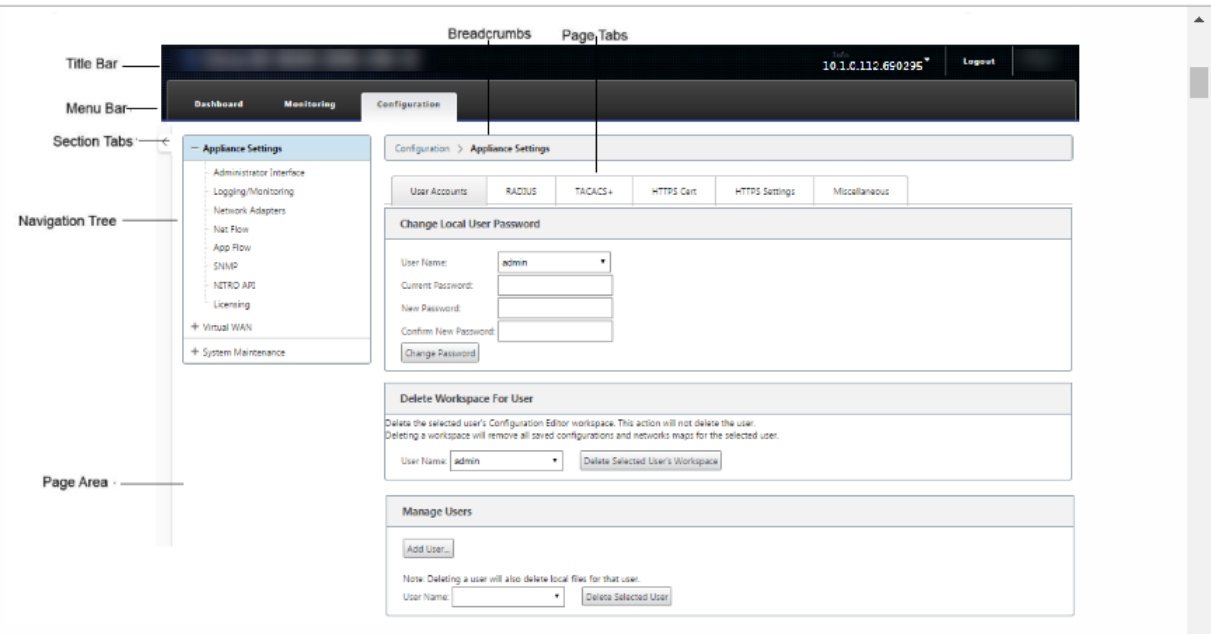 Breadcrumbs Page Tabs
Title Bar
Info
10.1.0.112.690295
Logout
Menu Bar
Dashboard Monitoring Configuration
Section Tabs
Appliance Settings
Configuration > Appliance Settings
Administrator Interface
Logging/Monitoring
Network Adapters
Net Flow
App Flow
SNMP
NITRO API
Licensing
+ Virtual WAN
+ System Maintenance
Navigation Tree
User Accounts RADIUS TACACS+ HTTPS Cert HTTPS Settings Miscellaneous
Change Local User Password
User Name: admin
Current Password:
New Password:
Confirm New Password:
Change Password
Delete Workspace For User
Delete the selected user's Configuration Editor workspace. This action will not delete the user.
Deleting a workspace will remove all saved configurations and networks maps for the selected user.
User Name: admin Delete Selected User's Workspace
Page Area
Manage Users
Add User...
Note: Deleting a user will also delete local files for that user.
User Name: Delete Selected User